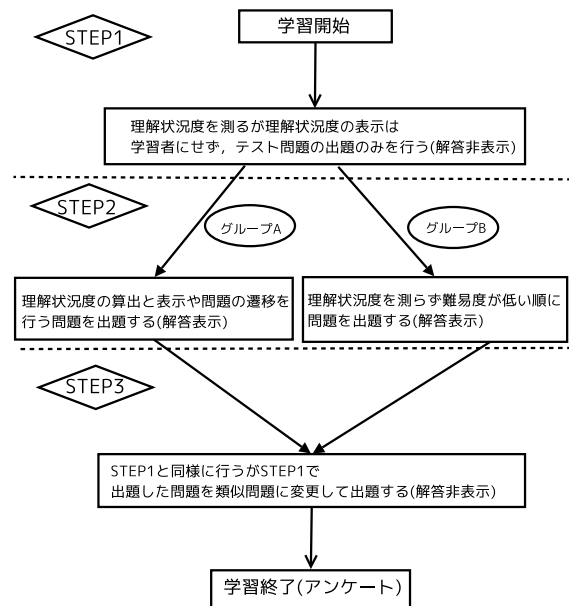 STEP1
学習開始
理解状況度を測るが理解状況度の表示は
学習者にせず，テスト問題の出題のみを行う(解答非表示)
STEP2
グループA
グループB
理解状況度の算出と表示や問題の遷移を
行う問題を出題する(解答表示)
理解状況度を測らず難易度が低い順に
問題を出題する(解答表示)
STEP3
STEP1と同様に行うがSTEP1で
出題した問題を類似問題に変更して出題する(解答非表示)
学習終了(アンケート)